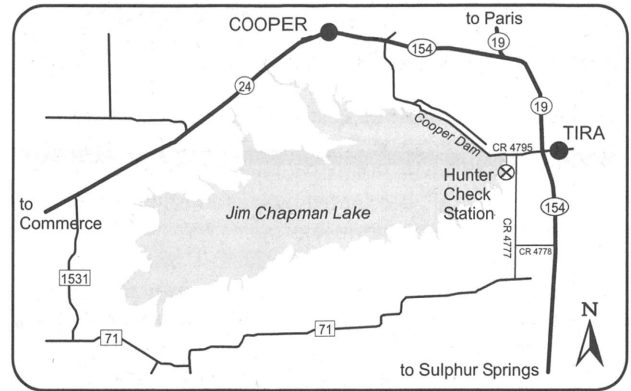 to Paris
COOPER
19
154
24
19
Cooper Dam
CR 4795
TIRA
Hunter
Check
Station
to
Commerce
Jim Chapman Lake
154
CR 4777
CR 4778
1531
71
71
N
to Sulphur Springs